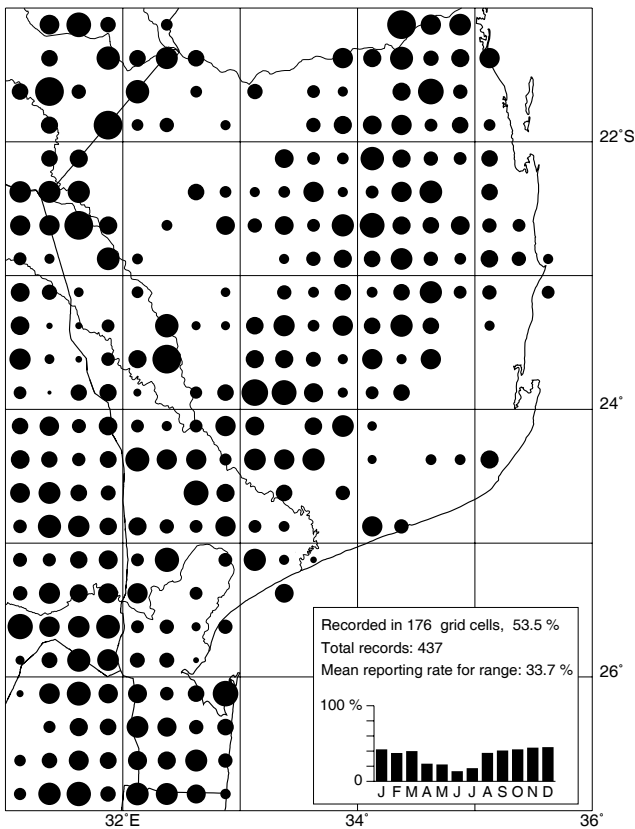 22˚S
24˚
Recorded in 176 grid cells, 53.5 %
Total records: 437
Mean reporting rate for range: 33.7 %
26˚
100 %
0
J F M A M J J A S O N D
32˚E 34˚ 36˚